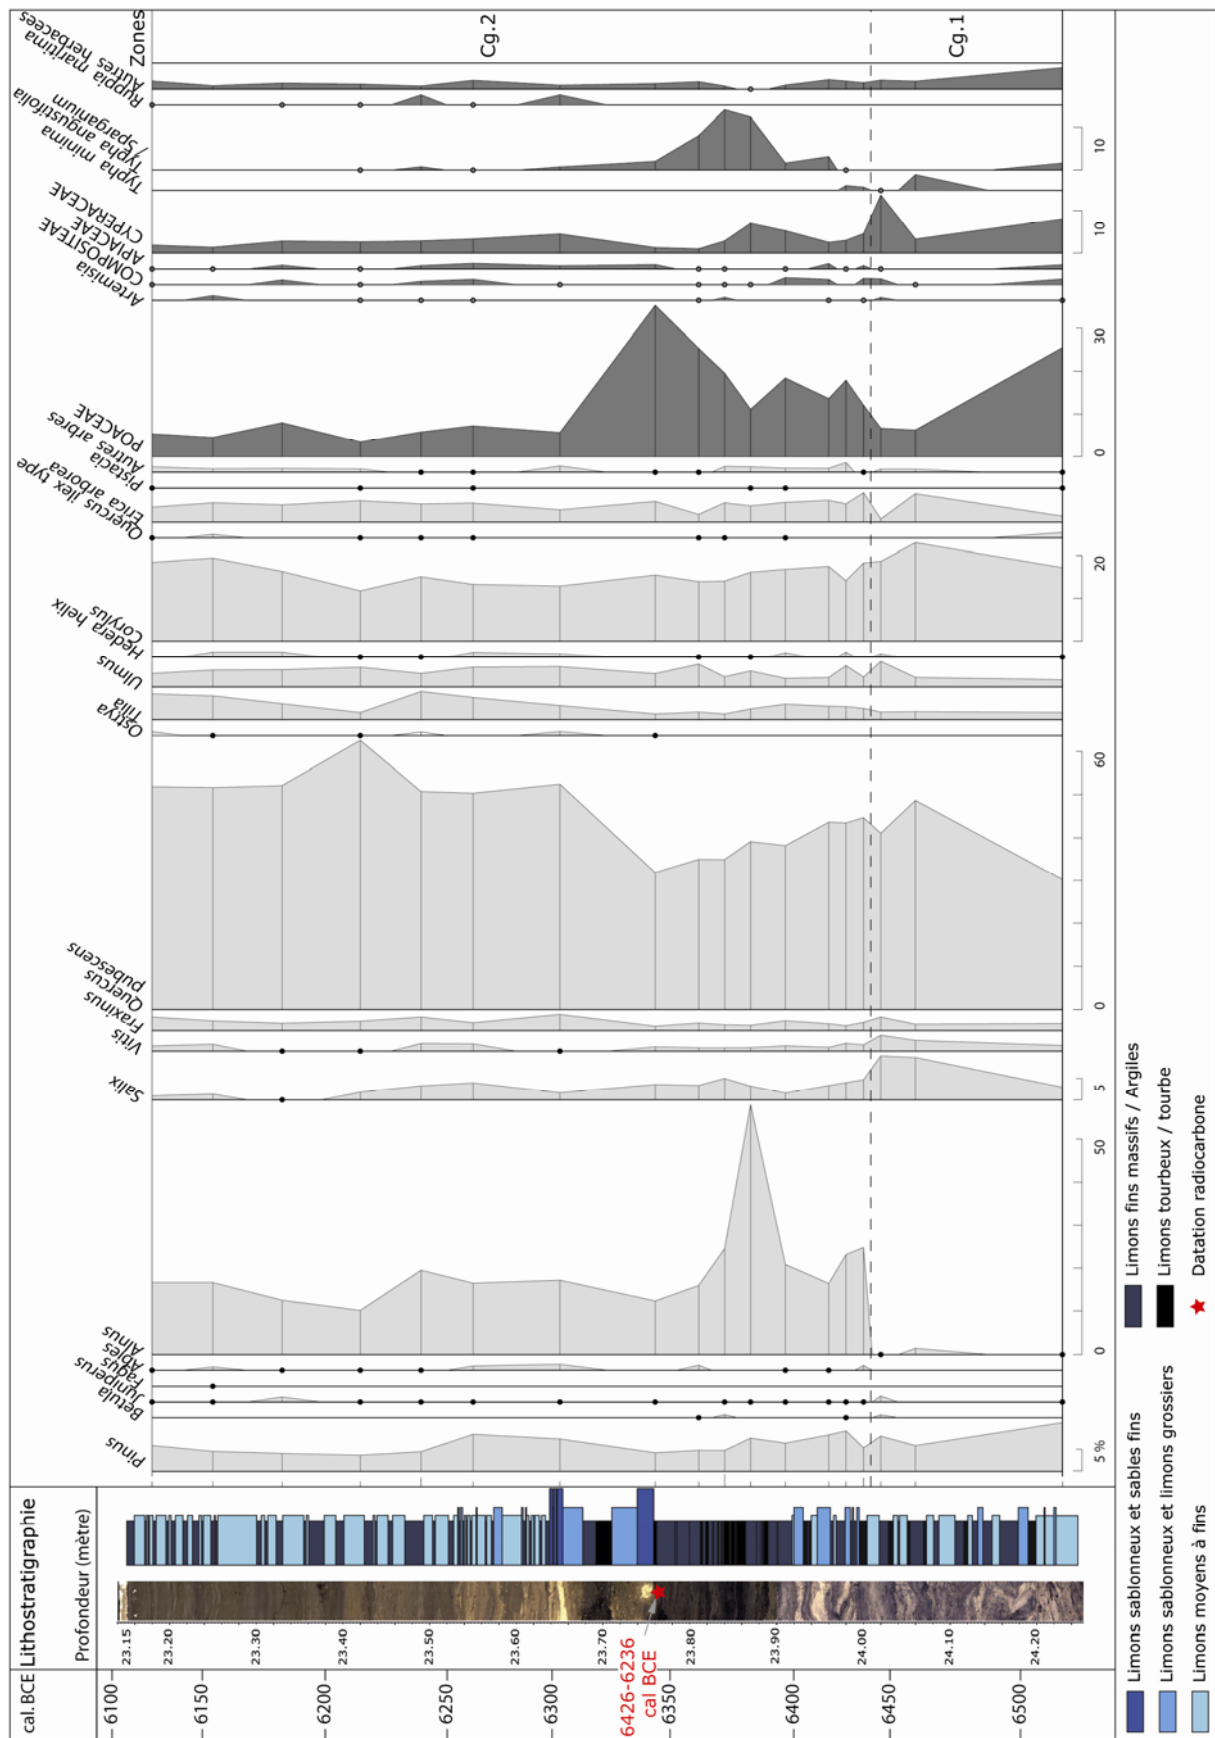 cal.BCE
Lithostratigraphie
Profondeur (mètre)
Pinus
Betula
Juniperus
Fagus
Abies
Alnus
Salix
Vitis
Fraxinus
Quercus
pubescens
Ostrya
Tilia
Ulmus
Hedera helix
Corylus
Quercus ilex type
Erica arborea
Pistacia
Autres arbres
POACEAE
Artemisia
COMPOSITEAE
APIACEAE
CYPERACEAE
Typha minima
Typha angustifolia
/Sparganium
Ruppia maritima
Autres herbacées
Zones
6100
6150
6200
6250
6300
6350
6400
6450
6500
6426-6236
cal BCE
23.15
23.20
23.30
23.40
23.50
23.60
23.70
23.80
23.90
24.00
24.10
24.20
Cg.2
Cg.1
5 %
0
50
5
0
60
20
0
30
10
10
Limons sablonneux et sables fins
Limons sablonneux et limons grossiers
Limons moyens à fins
Limons fins massifs / Argiles
Limons tourbeux / tourbe
Datation radiocarbone